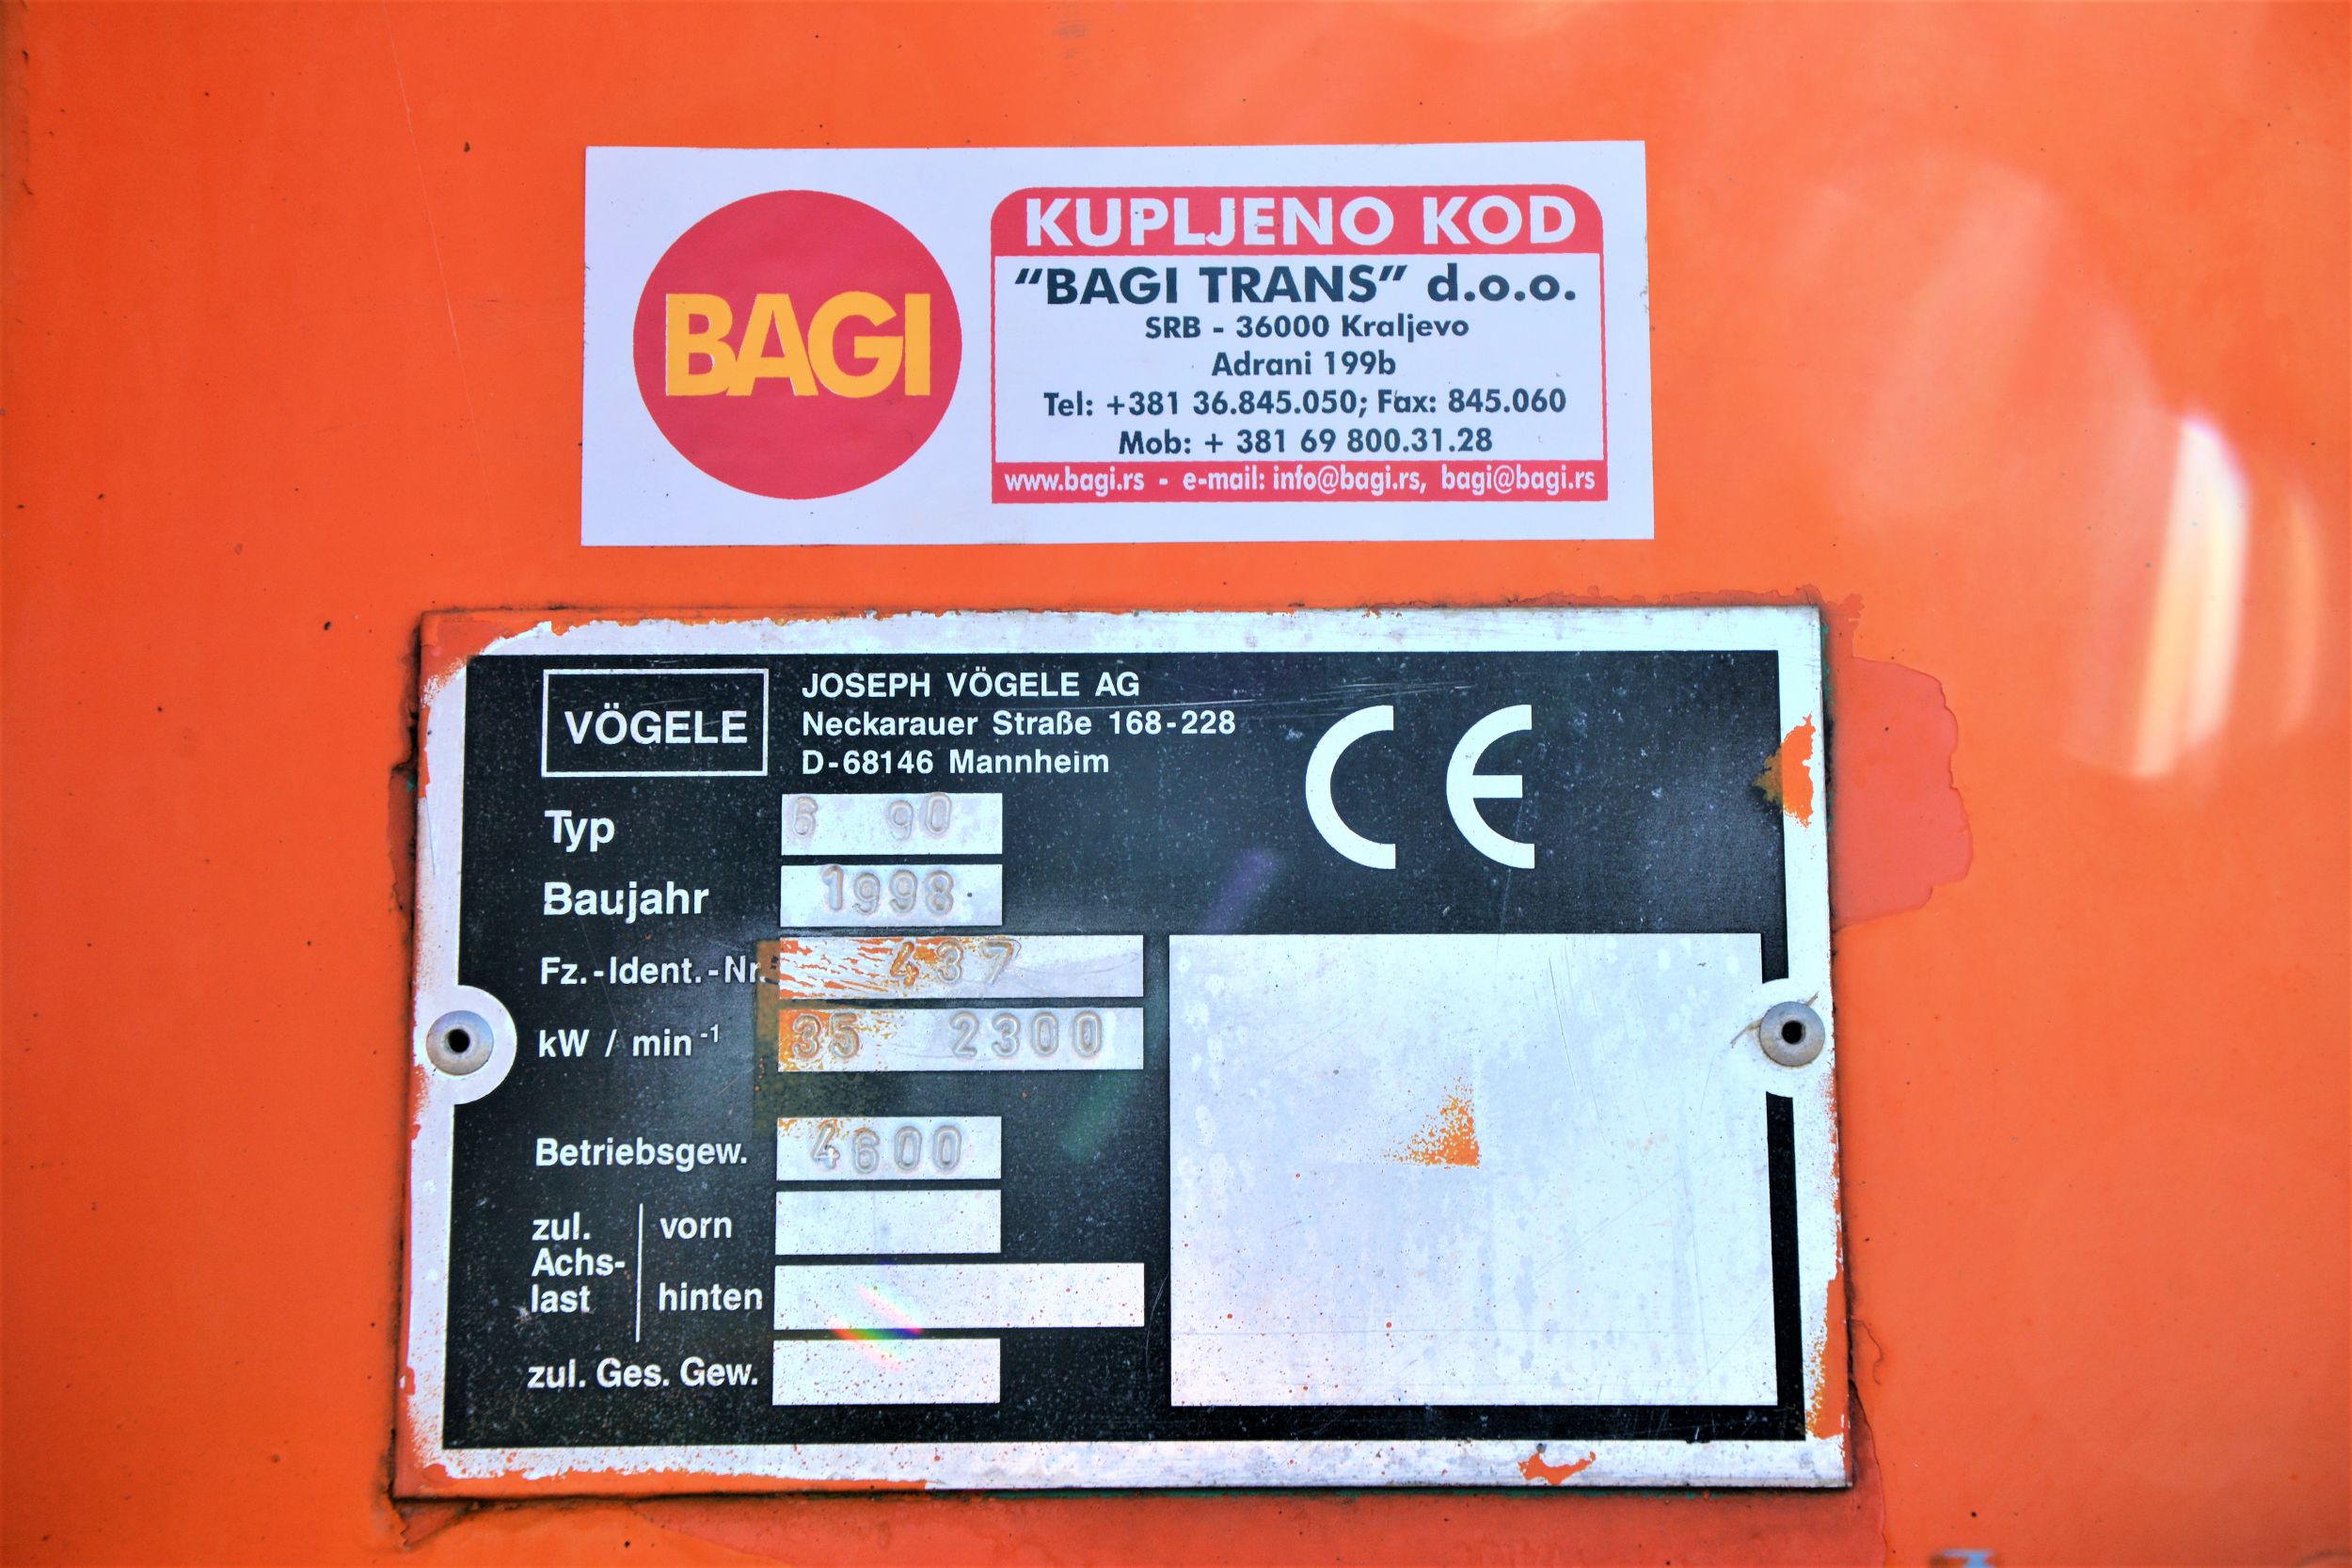 BAGI
KUPLJENO KOD
"BAGI TRANS" d.o.o.
SRB - 36000 Kraljevo
Adrani 199b
Tel: +381 36.845.050; Fax: 845.060
Mob: + 381 69 800.31.28
www.bagi.rs - e-mail: info@bagi.rs, bagi@bagi.rs
VÖGELE
JOSEPH VÖGELE AG
Neckarauer Straße 168-228
D-68146 Mannheim
CE
Typ 6 90
Baujahr 1998
Fz.-Ident.-Nr. 437
kW / min⁻¹ 35 2300
Betriebsgew. 4600
zul. Achs- last
vorn
hinten
zul. Ges. Gew.